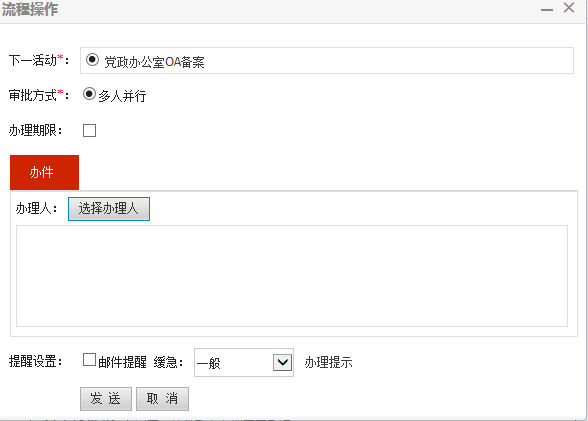 流程操作
下一活动*： 党政办公室OA备案
审批方式*： 多人并行
办理期限：
办件
办理人： 选择办理人
提醒设置： 邮件提醒 缓急： 一般 办理提示
发 送 取 消